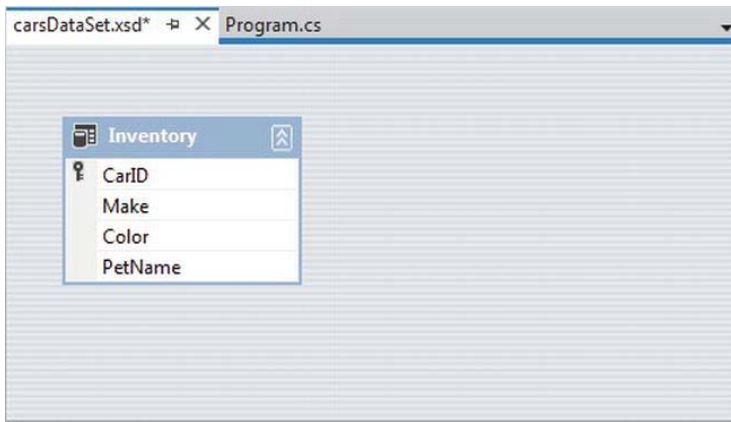 carsDataSet.xsd* Program.cs
Inventory
CarID
Make
Color
PetName